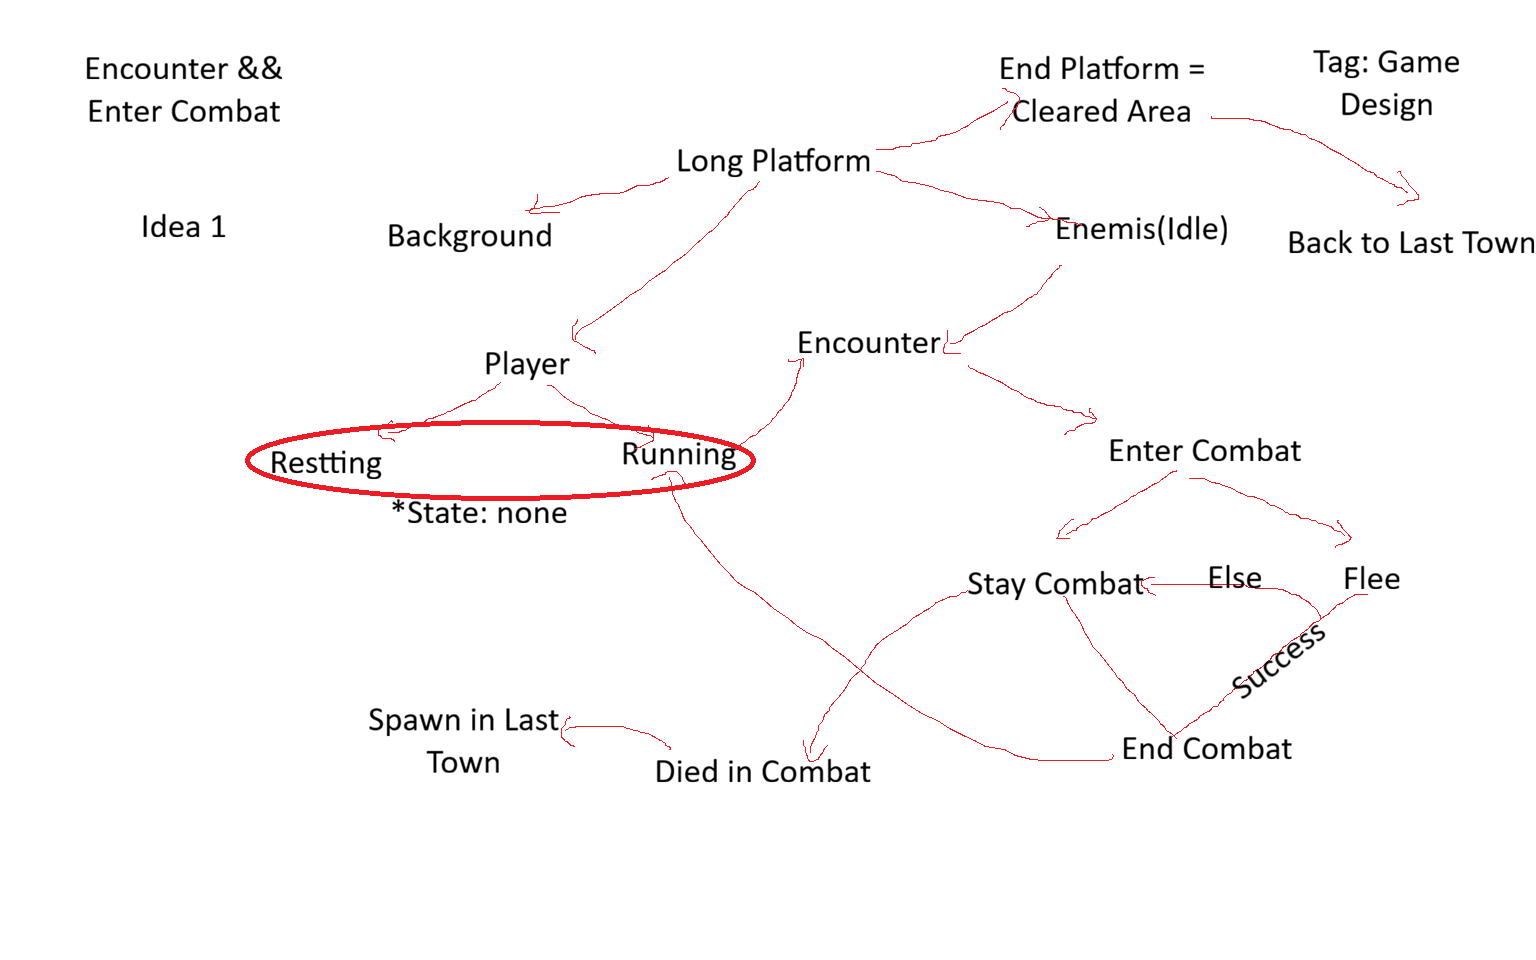 Encounter &&
Enter Combat
End Platform =
Cleared Area
Tag: Game
Design
Long Platform
Idea 1
Background
Enemis(Idle)
Back to Last Town
Player
Encounter
Restting
Running
Enter Combat
*State: none
Stay Combat
Else
Flee
Success
Spawn in Last
Town
Died in Combat
End Combat